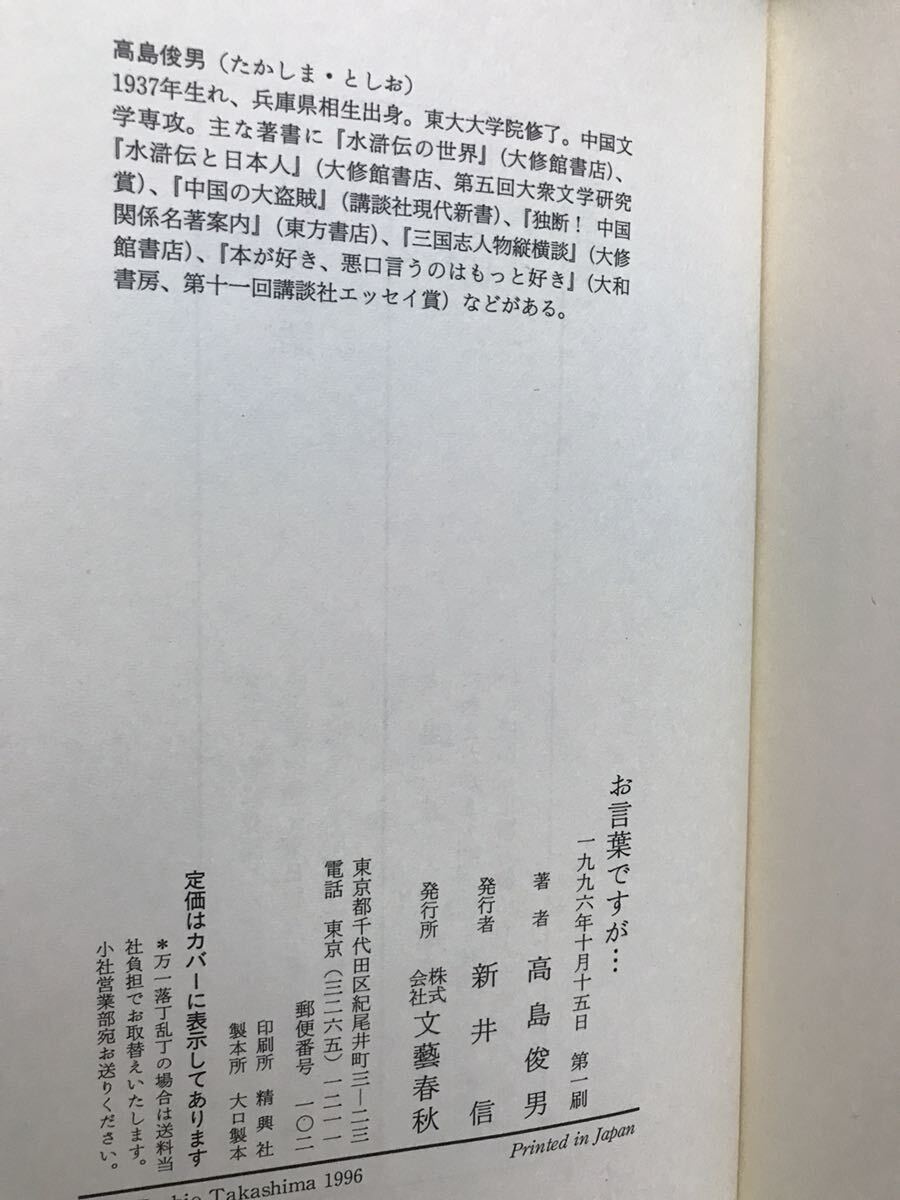 高島俊男（たかしま・としお）
1937年生れ、兵庫県相生出身。東大大学院修了。中国文
学専攻。主な著書に『水滸伝の世界』（大修館書店）、
『水滸伝と日本人』（大修館書店、第五回大衆文学研究
賞）、『中国の大盗賊』（講談社現代新書）、『独断！ 中国
関係名著案内』（東方書店）、『三国志人物縦横談』（大修
館書店）、『本が好き、悪口言うのはもっと好き』（大和
書房、第十一回講談社エッセイ賞）などがある。
お言葉ですが…
一九九六年十月十五日 第一刷
著者 高島俊男
発行者 新井信
発行所 株式会社 文藝春秋
東京都千代田区紀尾井町三―二三
電話 東京（三二六五）一二一一
郵便番号 一〇二
印刷所 精興社
製本所 大口製本
定価はカバーに表示してあります
＊万一落丁乱丁の場合は送料当
社負担でお取替えいたします。
小社営業部宛お送りください。
Takashima 1996
Printed in Japan